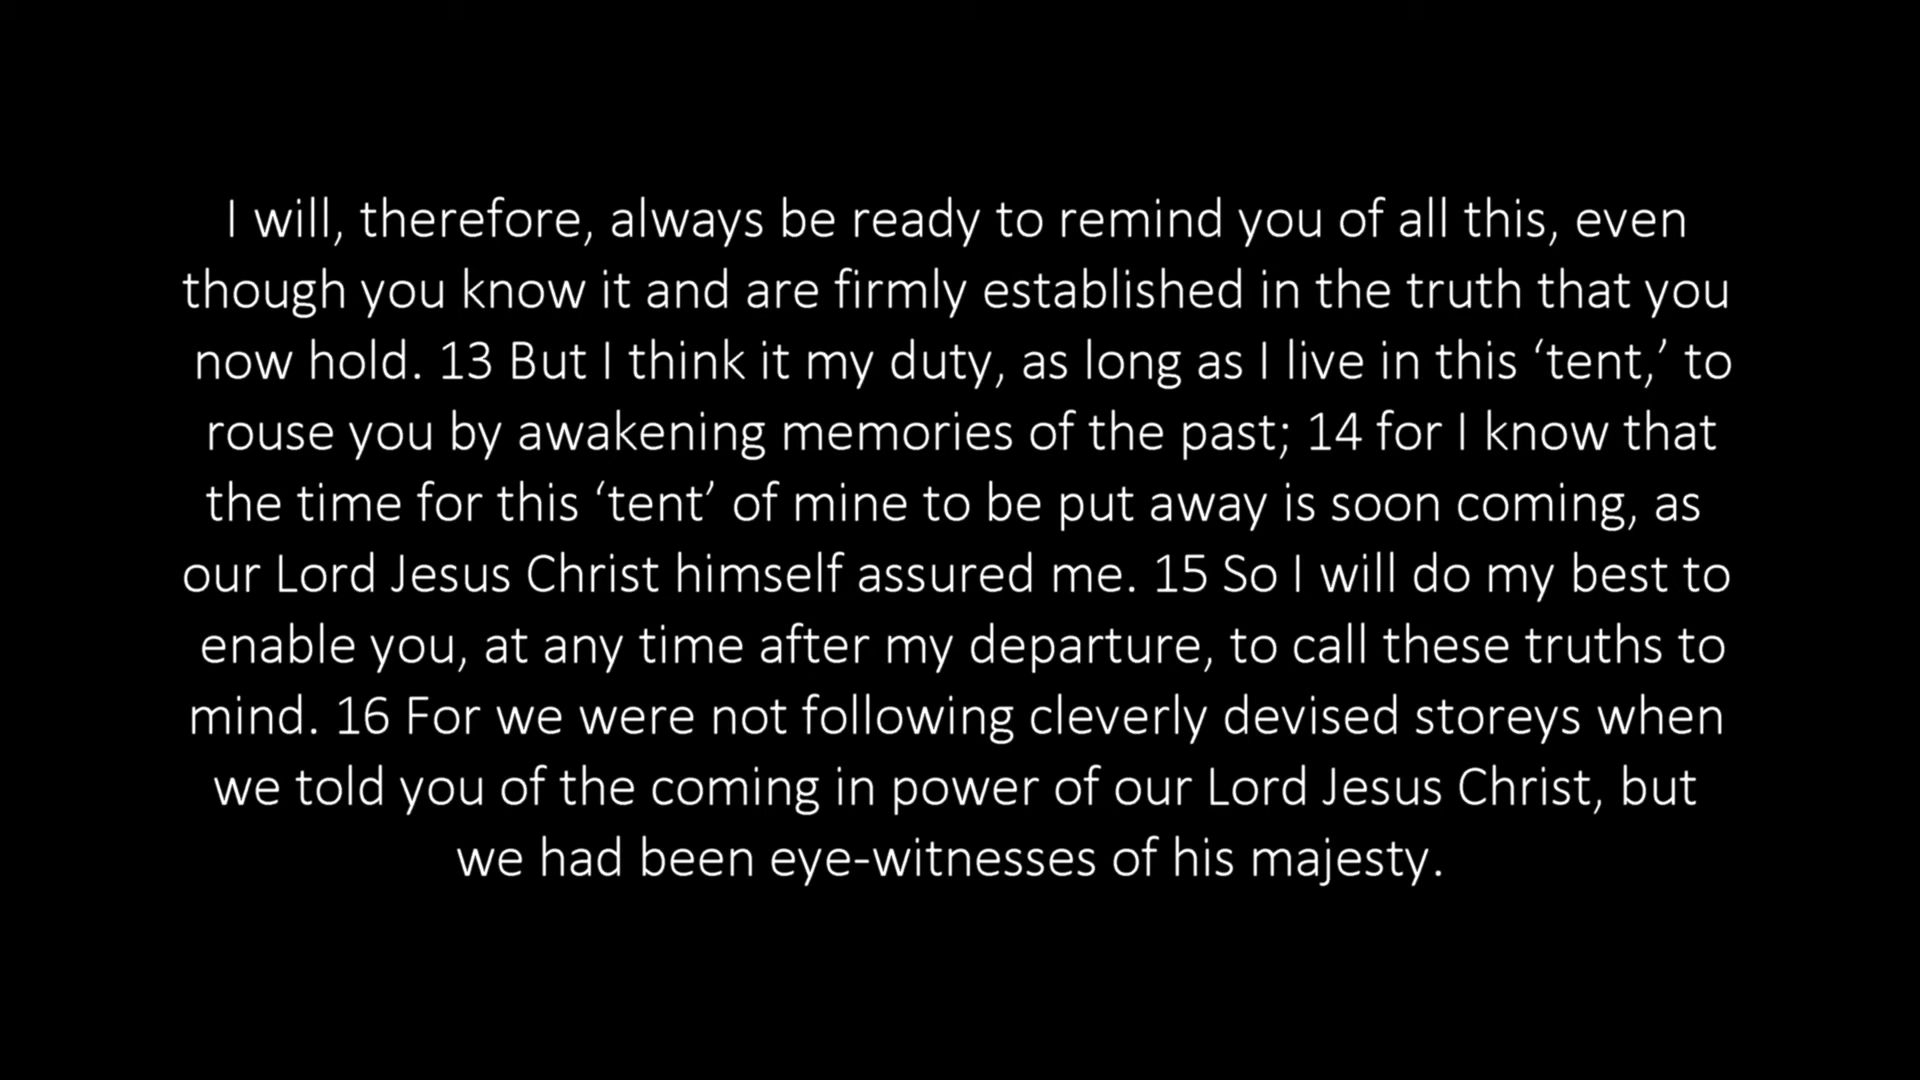 I will, therefore, always be ready to remind you of all this, even
though you know it and are firmly established in the truth that you
now hold. 13 But I think it my duty, as long as I live in this ‘tent,’ to
rouse you by awakening memories of the past; 14 for I know that
the time for this ‘tent’ of mine to be put away is soon coming, as
our Lord Jesus Christ himself assured me. 15 So I will do my best to
enable you, at any time after my departure, to call these truths to
mind. 16 For we were not following cleverly devised storeys when
we told you of the coming in power of our Lord Jesus Christ, but
we had been eye-witnesses of his majesty.